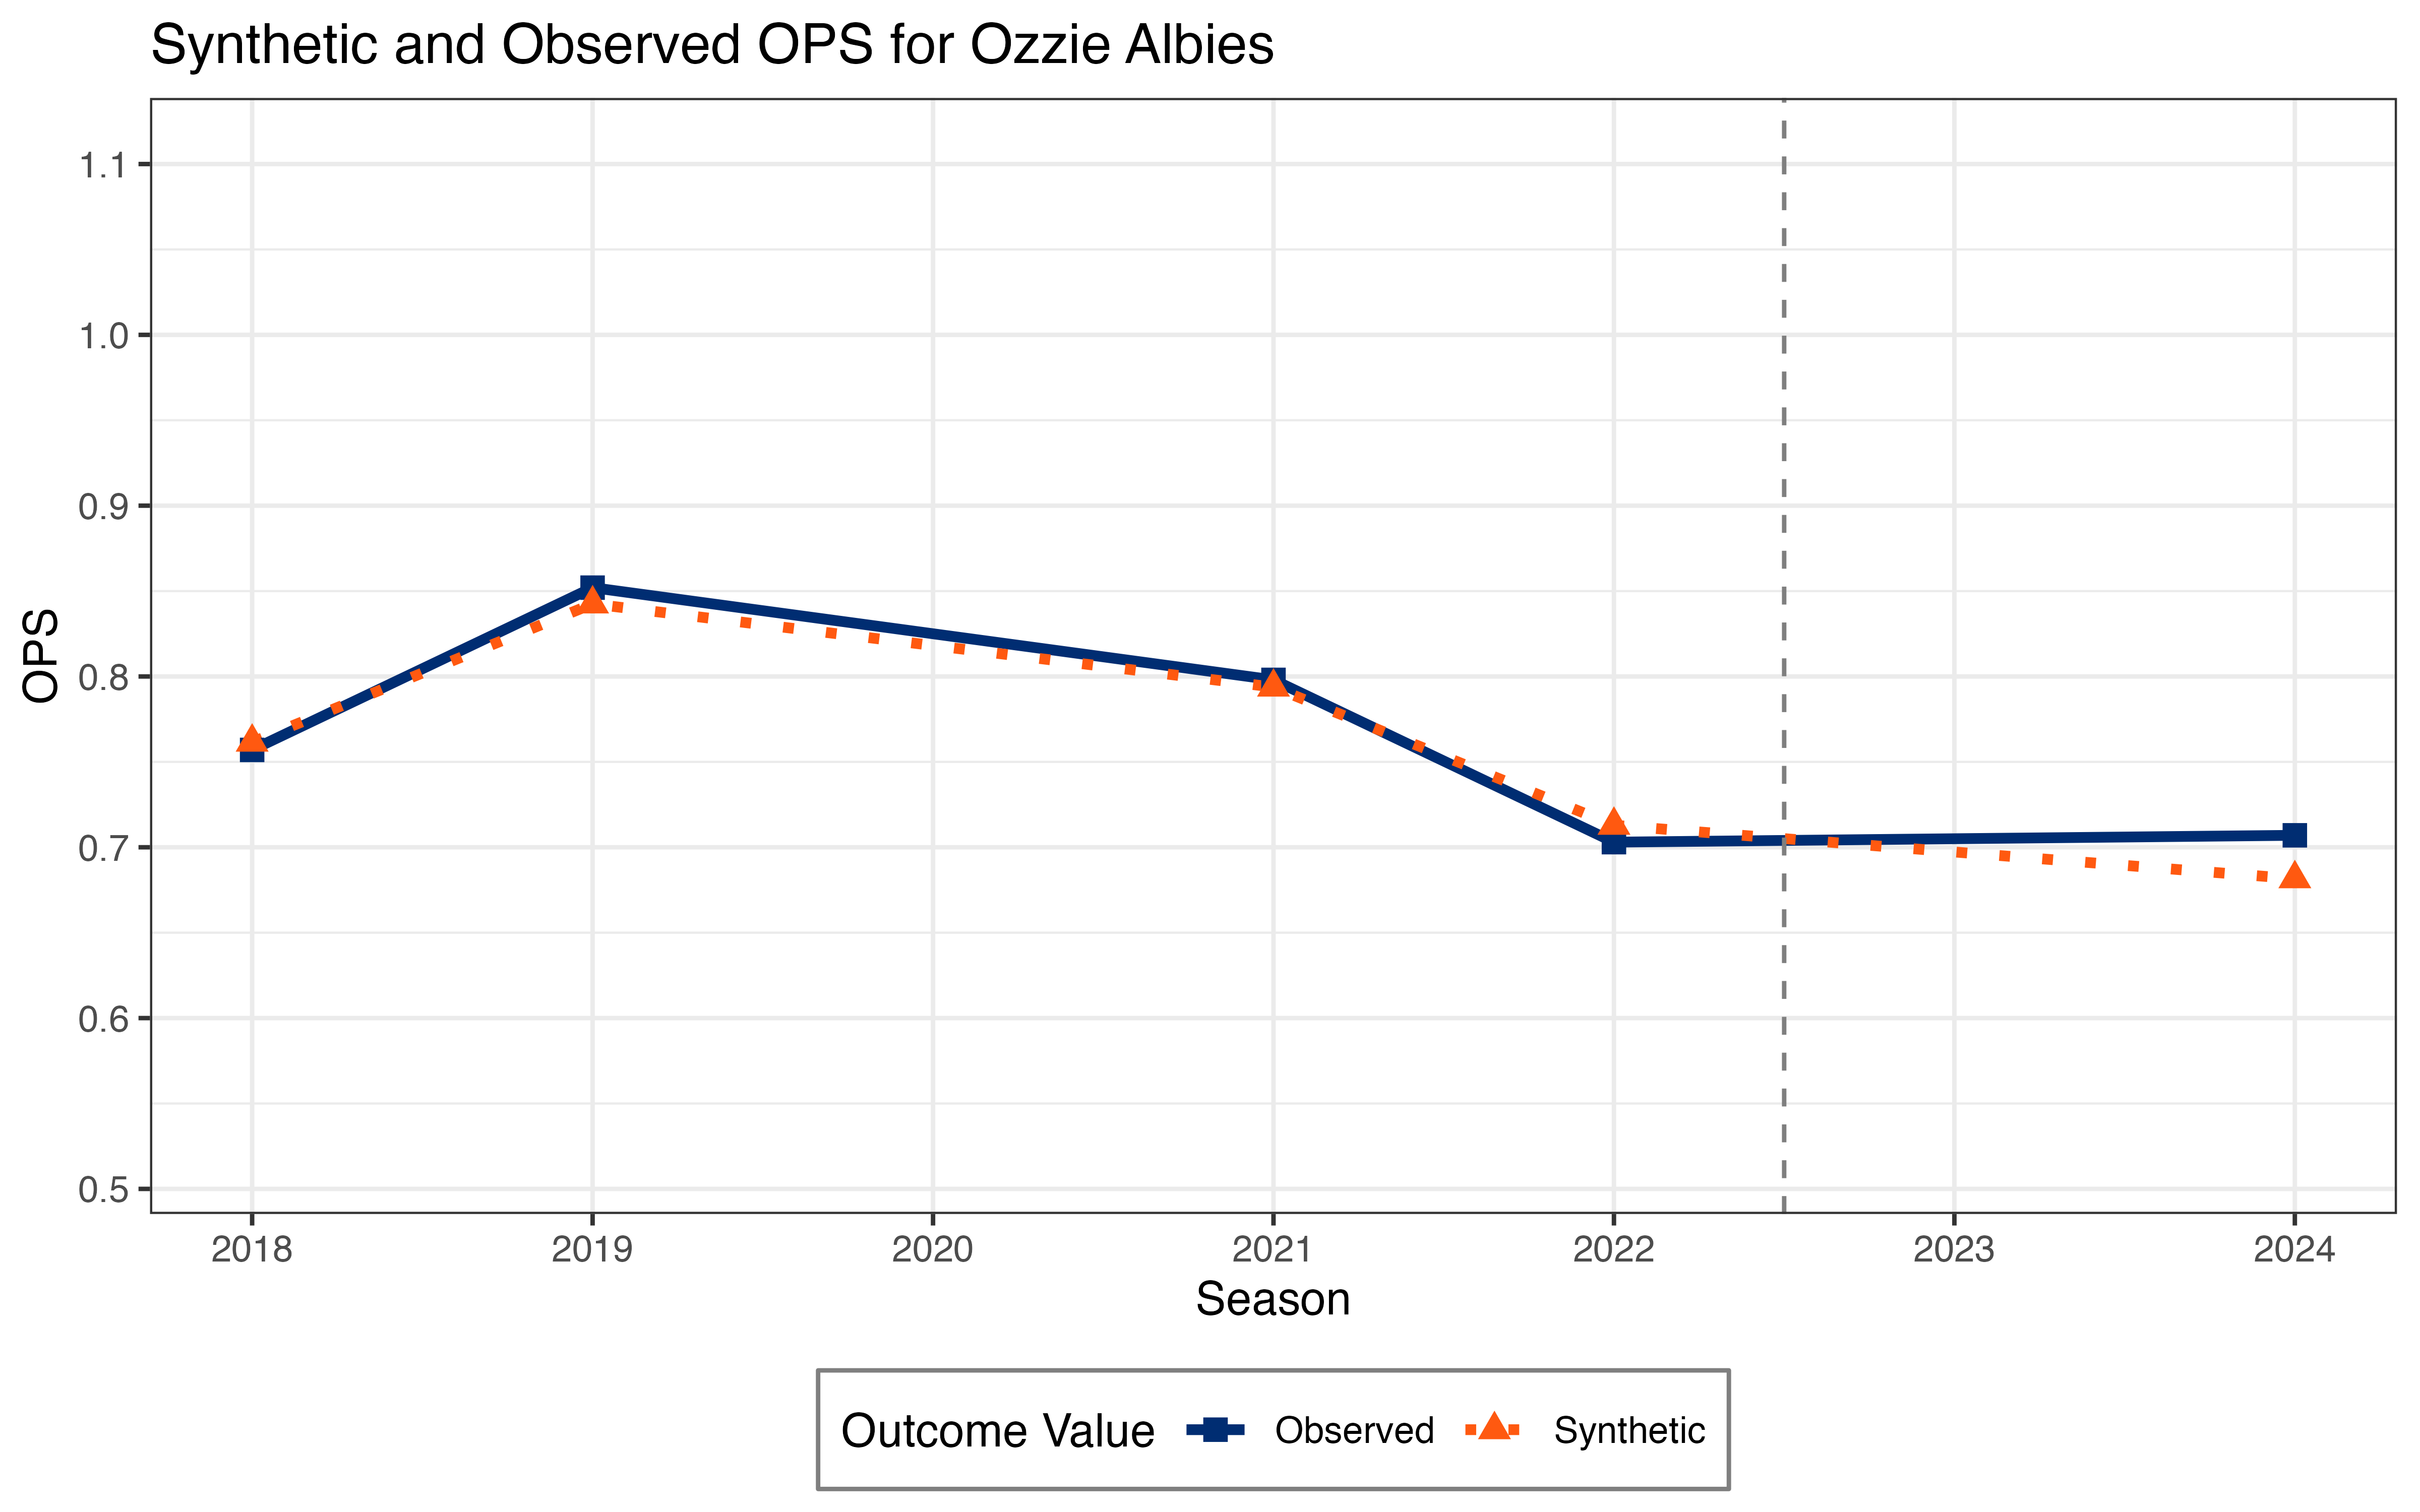 Synthetic and Observed OPS for Ozzie Albies
1.1
1.0
0.9
0.8
0.7
0.6
0.5
OPS
2018 2019 2020 2021 2022 2023 2024
Season
Outcome Value Observed Synthetic